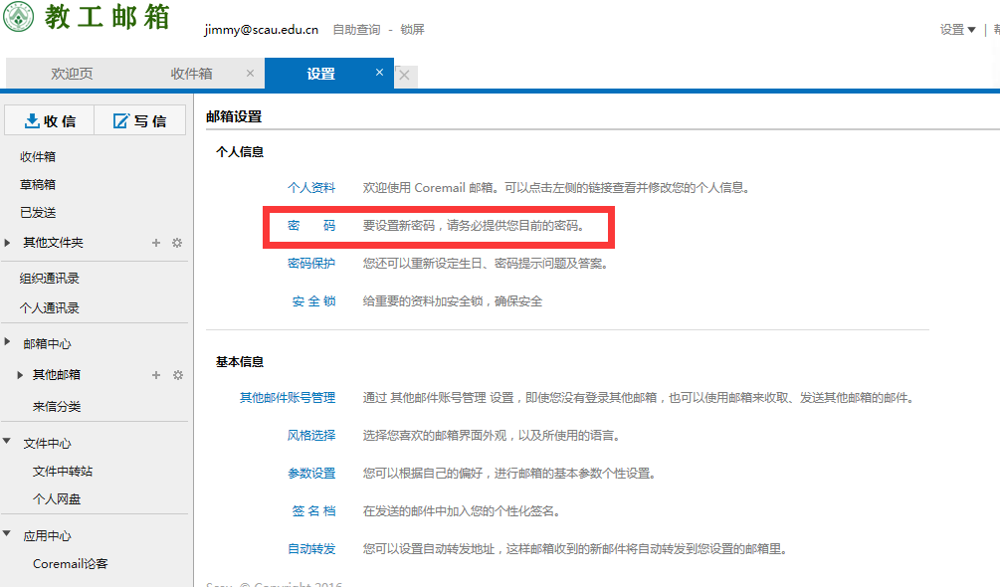 教工邮箱
jimmy@scau.edu.cn 自助查询 - 锁屏
设置▼ |
欢迎页 收件箱 × 设置 × ×
收信 写信
收件箱
草稿箱
已发送
其他文件夹 +
组织通讯录
个人通讯录
邮箱中心
其他邮箱 +
来信分类
文件中心
文件中转站
个人网盘
应用中心
Coremail论客
邮箱设置
个人信息
个人资料 欢迎使用 Coremail 邮箱。可以点击左侧的链接查看并修改您的个人信息。
密 码 要设置新密码，请务必提供您目前的密码。
密码保护 您还可以重新设定生日、密码提示问题及答案。
安 全 锁 给重要的资料加安全锁，确保安全
基本信息
其他邮件账号管理 通过 其他邮件账号管理 设置，即使您没有登录其他邮箱，也可以使用邮箱来收取、发送其他邮箱的邮件。
风格选择 选择您喜欢的邮箱界面外观，以及所使用的语言。
参数设置 您可以根据自己的偏好，进行邮箱的基本参数个性设置。
签 名 档 在发送的邮件中加入您的个性化签名。
自动转发 您可以设置自动转发地址，这样邮箱收到的新邮件将自动转发到您设置的邮箱里。
Scau © Copyright 2016